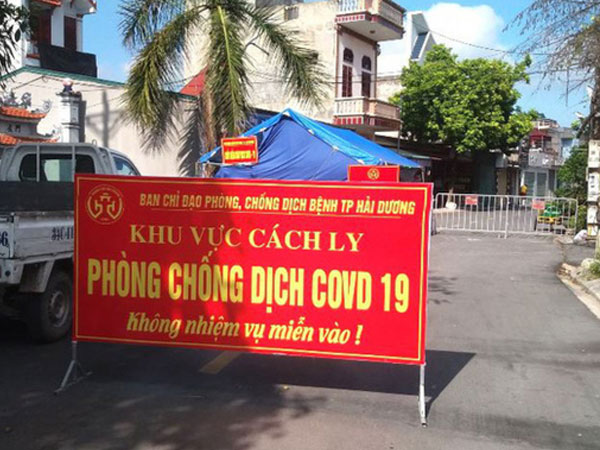 BAN CHỈ ĐẠO PHÒNG, CHỐNG DỊCH BỆNH TP HẢI DƯƠNG
KHU VỰC CÁCH LY
PHÒNG CHỐNG DỊCH COVD 19
Không nhiệm vụ miễn vào !